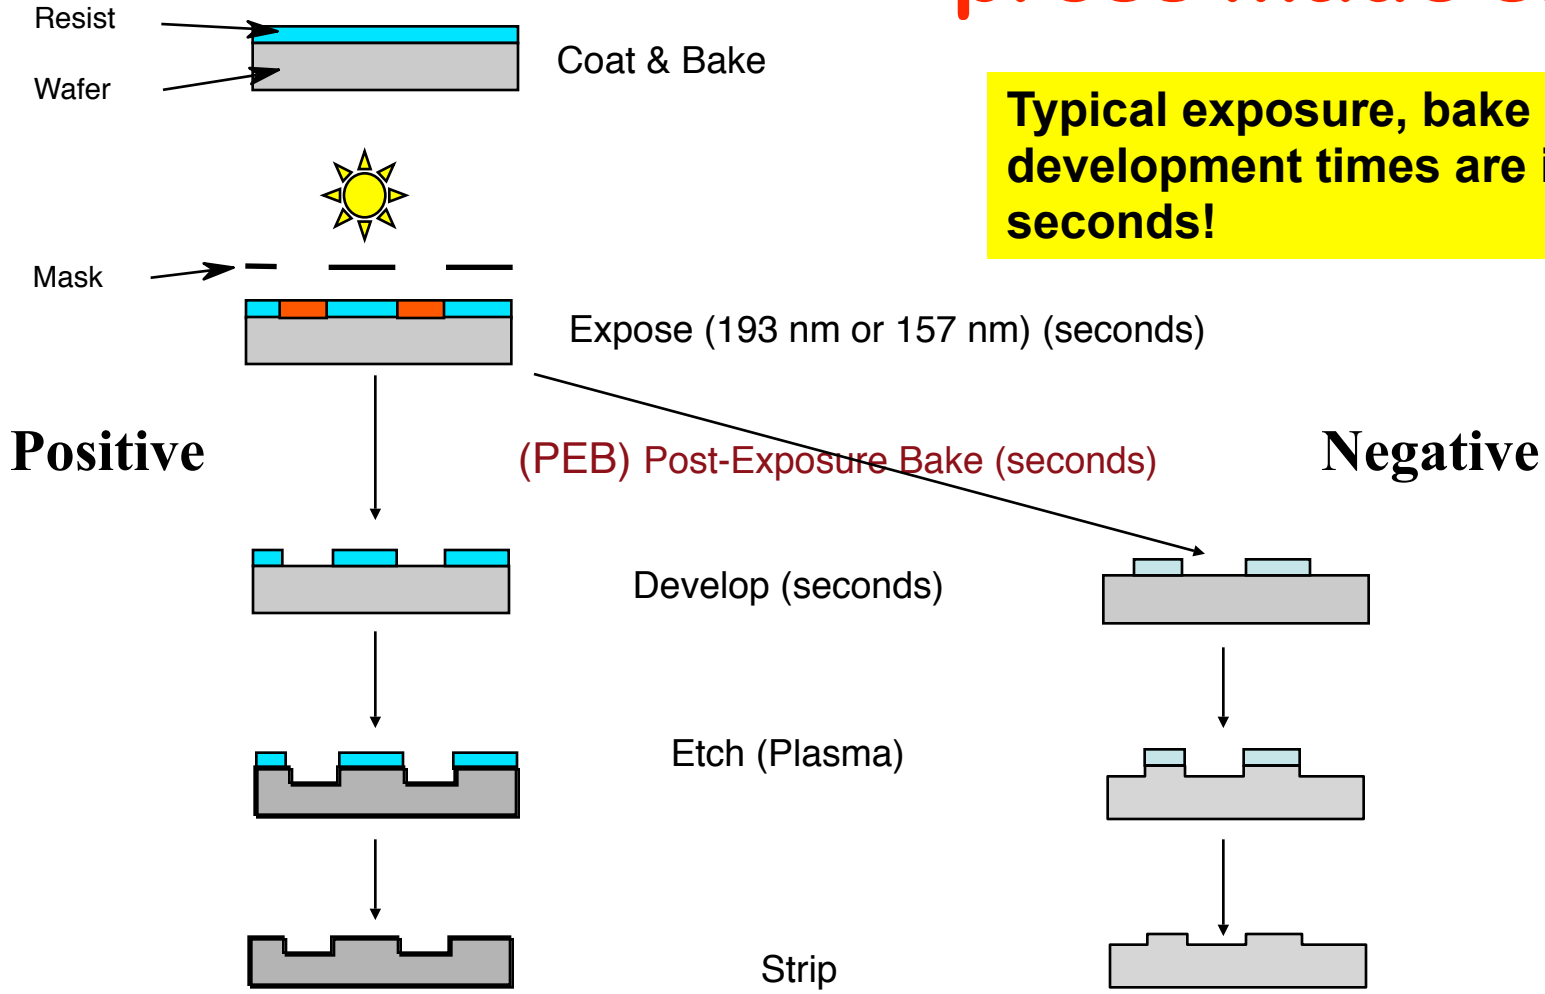 Resist
Wafer
Coat & Bake
Typical exposure, bake
development times are
seconds!
Mask
Expose (193 nm or 157 nm) (seconds)
Positive
(PEB) Post-Exposure Bake (seconds)
Negative
Develop (seconds)
Etch (Plasma)
Strip